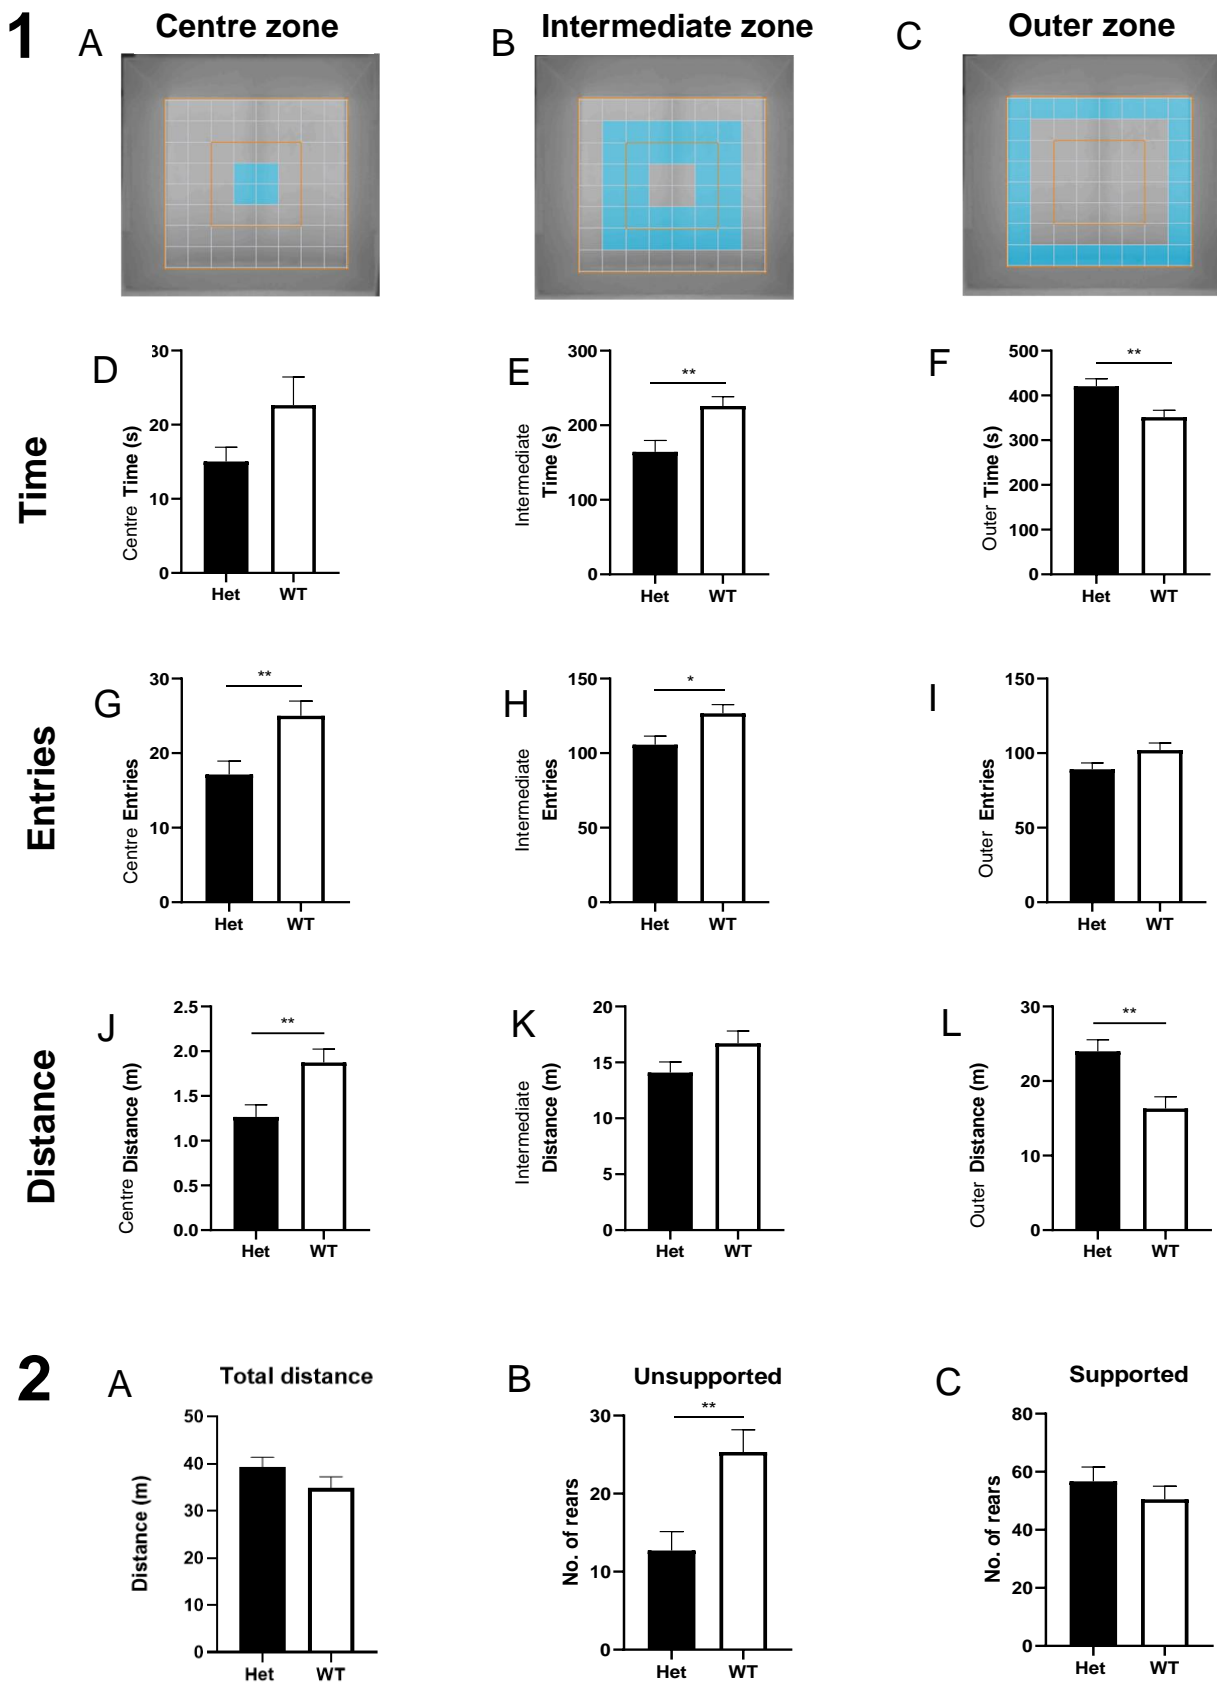 1
A Centre zone
B Intermediate zone
C Outer zone
Time
D
Centre Time (s)
30
20
10
0
Het WT
E
Intermediate
Time (s)
300
200
100
0
**
Het WT
F
Outer Time (s)
500
400
300
200
100
0
**
Het WT
Entries
G
Centre Entries
30
20
10
0
**
Het WT
H
Intermediate
Entries
150
100
50
0
*
Het WT
I
Outer Entries
150
100
50
0
Het WT
Distance
J
Centre Distance (m)
2.5
2.0
1.5
1.0
0.5
0.0
**
Het WT
K
Intermediate
Distance (m)
20
15
10
5
0
Het WT
L
Outer Distance (m)
30
20
10
0
**
Het WT
2
A
Total distance
Distance (m)
50
40
30
20
10
0
Het WT
B
Unsupported
No. of rears
30
20
10
0
**
Het WT
C
Supported
No. of rears
80
60
40
20
0
Het WT